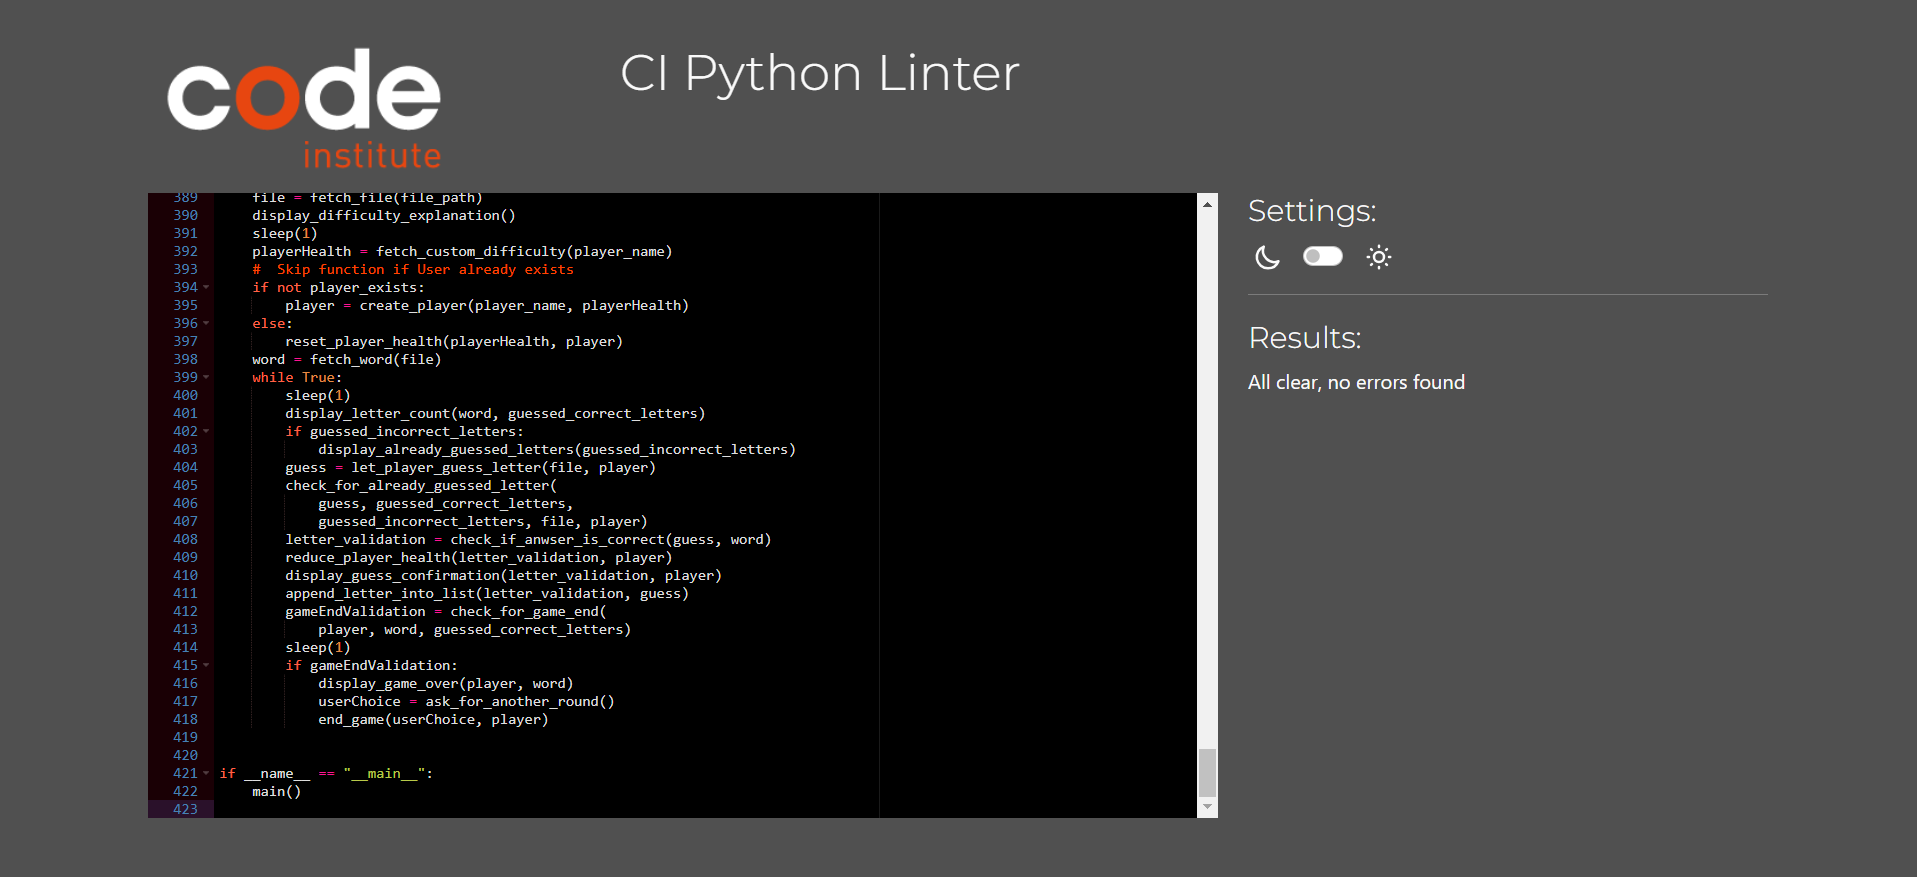 code
institute
CI Python Linter
389 file = fetch_file(file_path)
390 display_difficulty_explanation()
391 sleep(1)
392 playerHealth = fetch_custom_difficulty(player_name)
393 #  Skip function if User already exists
394 if not player_exists:
395 player = create_player(player_name, playerHealth)
396 else:
397 reset_player_health(playerHealth, player)
398 word = fetch_word(file)
399 while True:
400 sleep(1)
401 display_letter_count(word, guessed_correct_letters)
402 if guessed_incorrect_letters:
403 display_already_guessed_letters(guessed_incorrect_letters)
404 guess = let_player_guess_letter(file, player)
405 check_for_already_guessed_letter(
406 guess, guessed_correct_letters,
407 guessed_incorrect_letters, file, player)
408 letter_validation = check_if_anwser_is_correct(guess, word)
409 reduce_player_health(letter_validation, player)
410 display_guess_confirmation(letter_validation, player)
411 append_letter_into_list(letter_validation, guess)
412 gameEndValidation = check_for_game_end(
413 player, word, guessed_correct_letters)
414 sleep(1)
415 if gameEndValidation:
416 display_game_over(player, word)
417 userChoice = ask_for_another_round()
418 end_game(userChoice, player)
419
420
421 if __name__ == "__main__":
422 main()
423
Settings:
Results:
All clear, no errors found